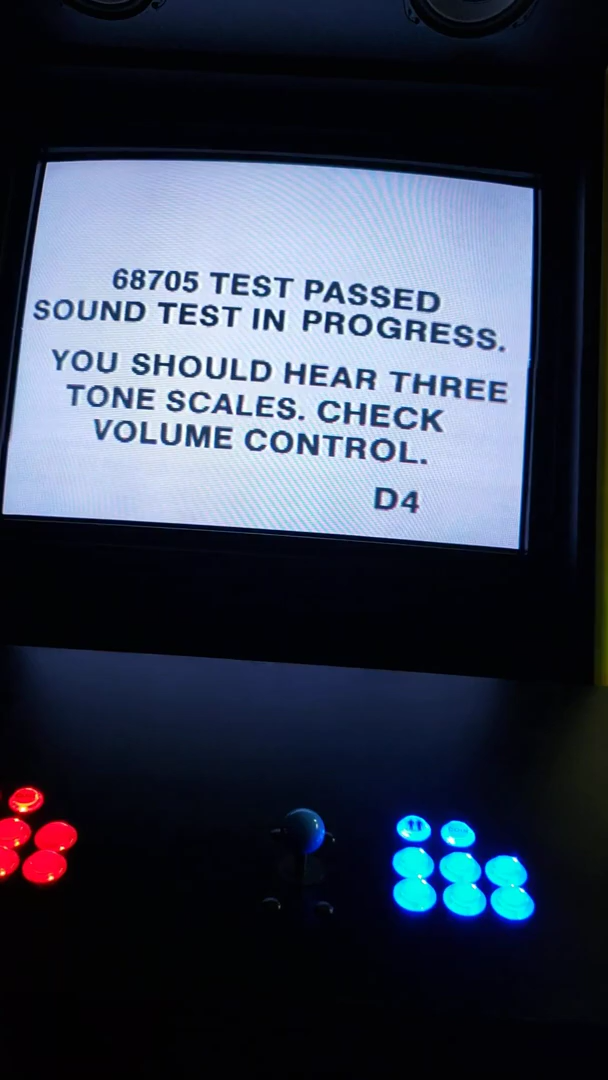 68705 TEST PASSED
SOUND TEST IN PROGRESS.
YOU SHOULD HEAR THREE
TONE SCALES. CHECK
VOLUME CONTROL.
D4